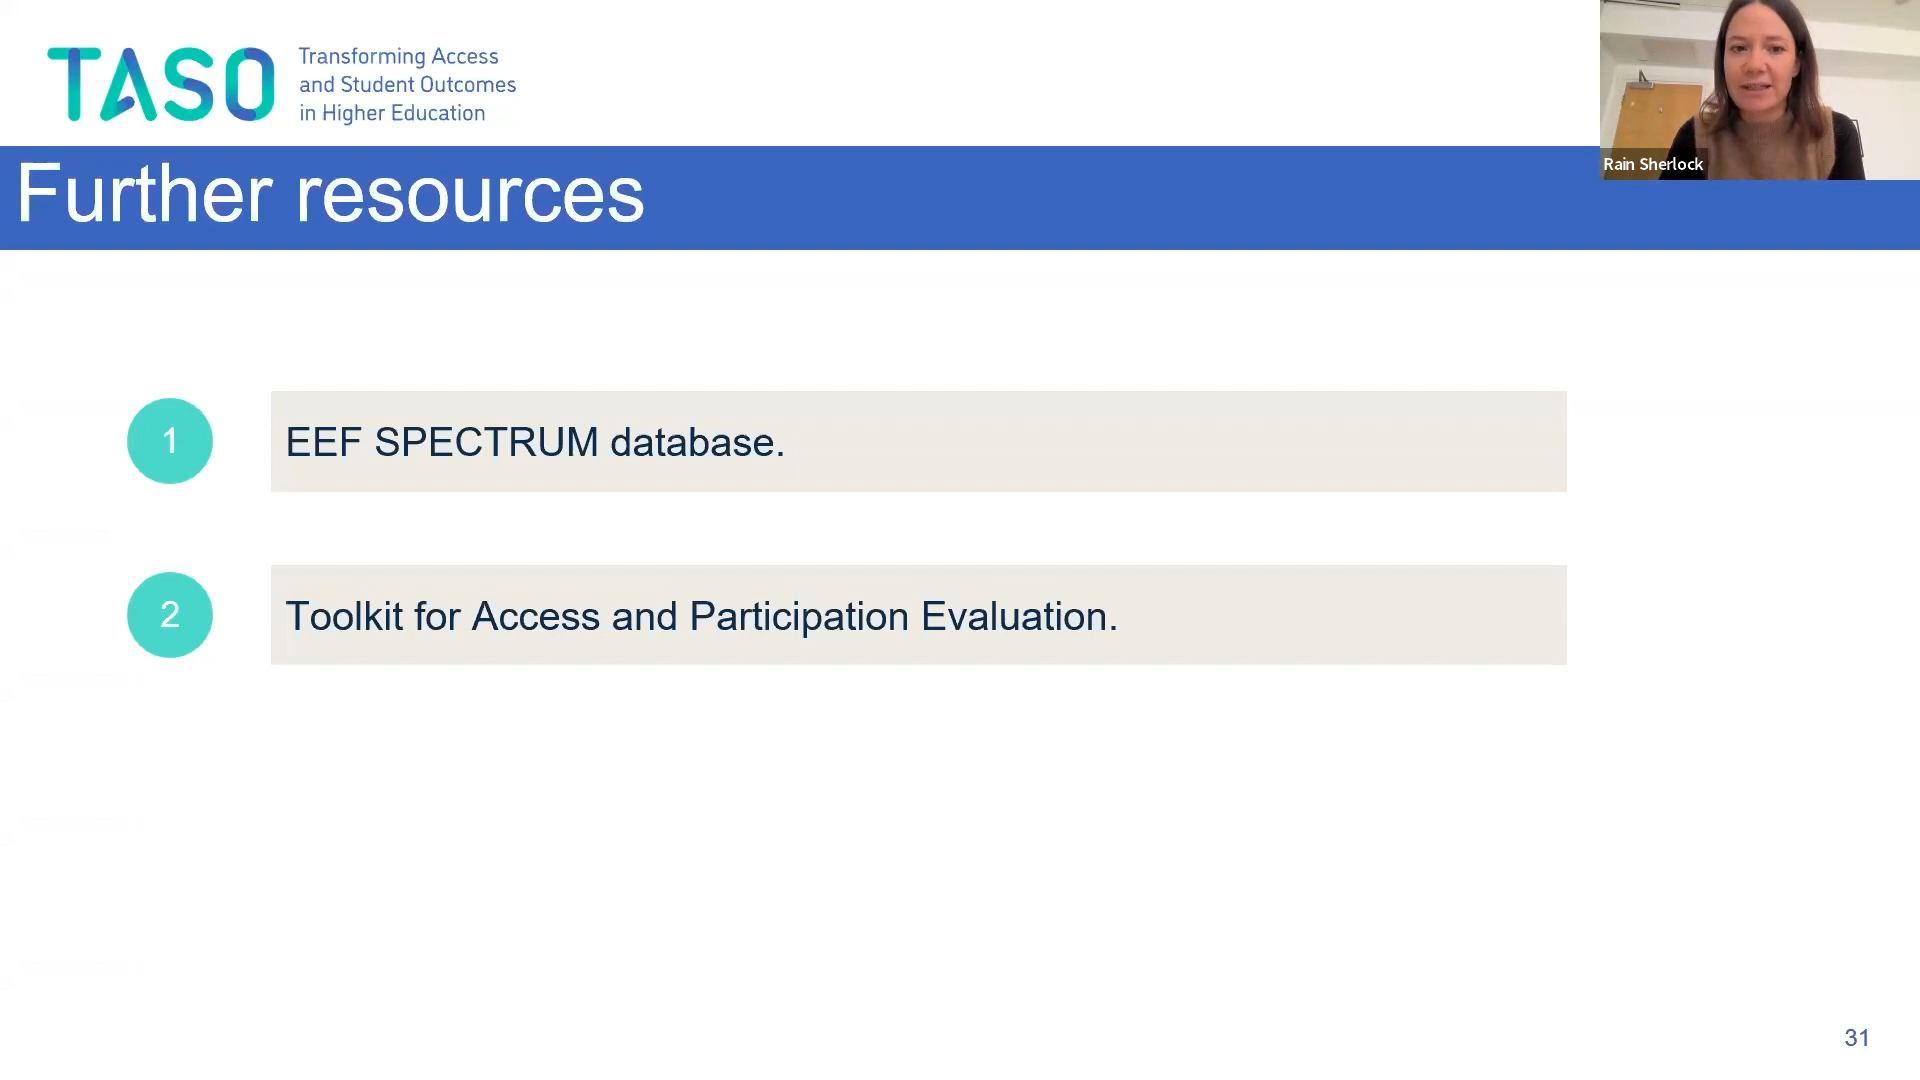 TASO
Transforming Access
and Student Outcomes
in Higher Education
Rain Sherlock
Further resources
1
EEF SPECTRUM database.
2
Toolkit for Access and Participation Evaluation.
31